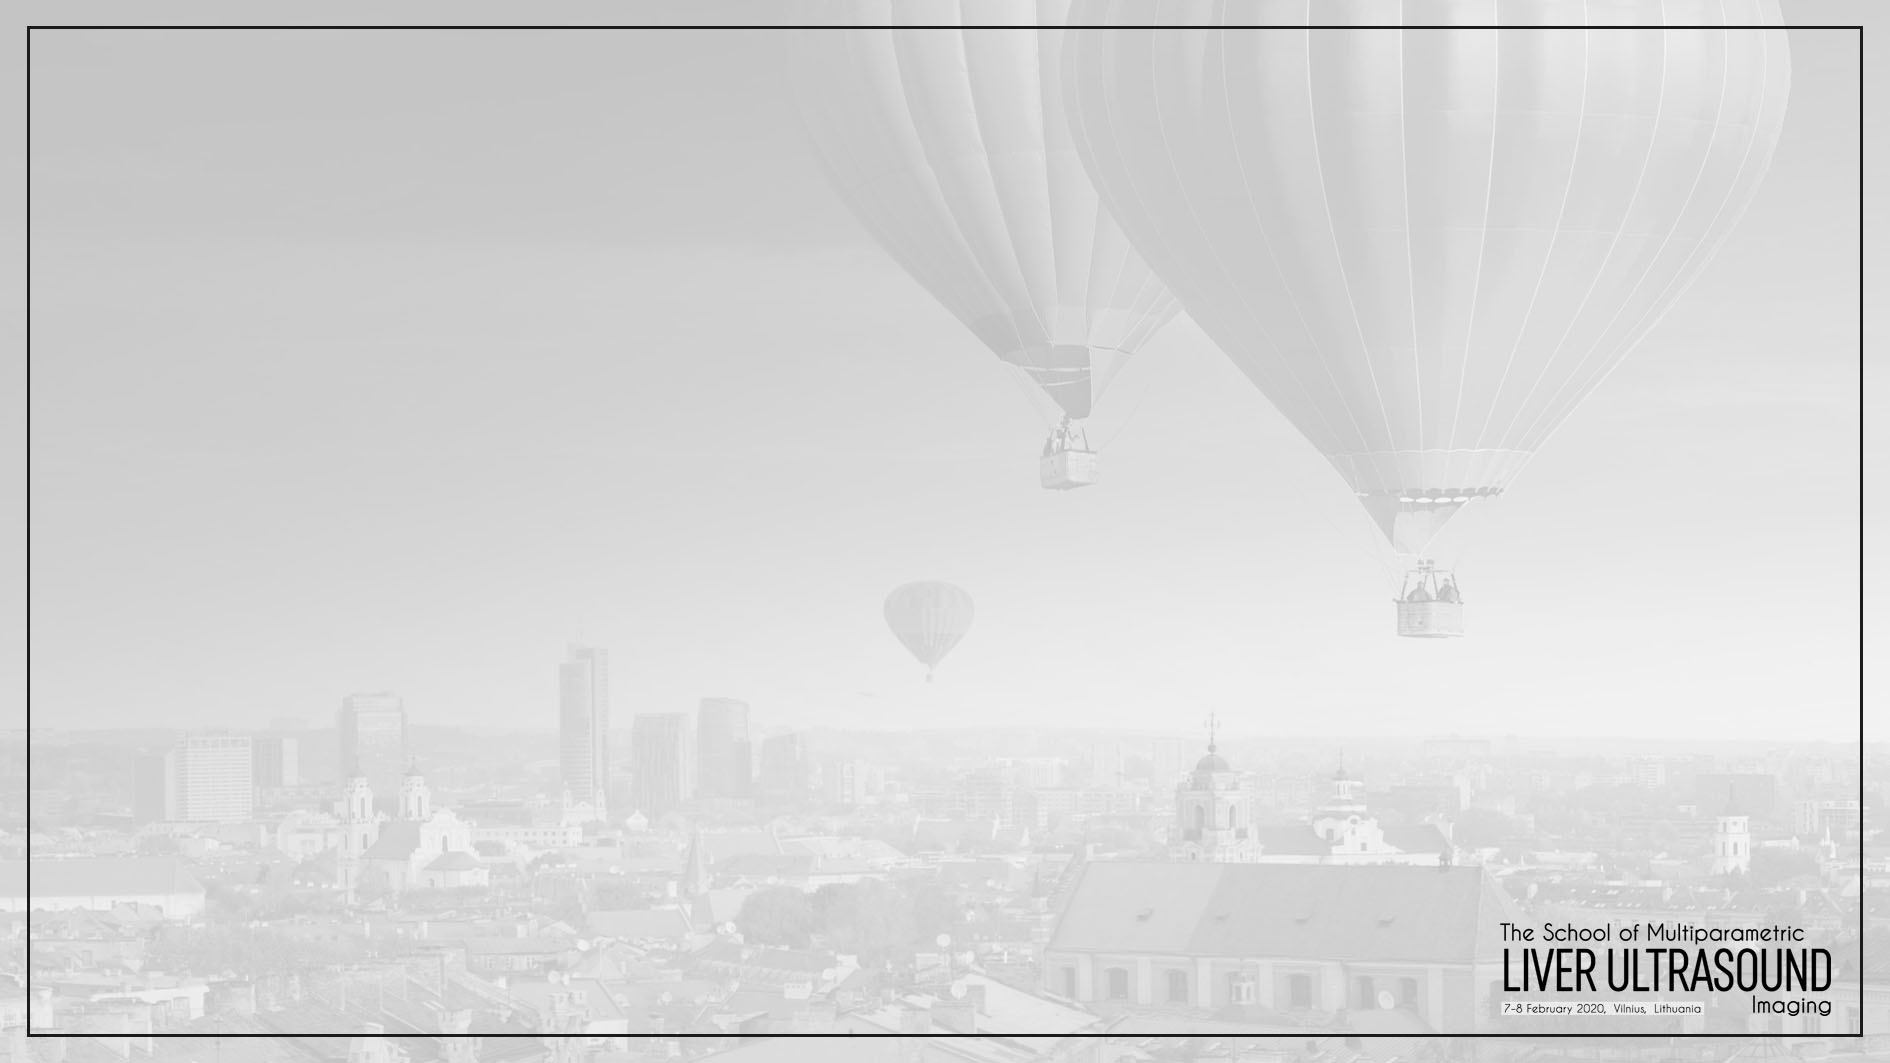 The School of Multiparametric
LIVER ULTRASOUND
Imaging
7-8 February 2020, Vilnius, Lithuania